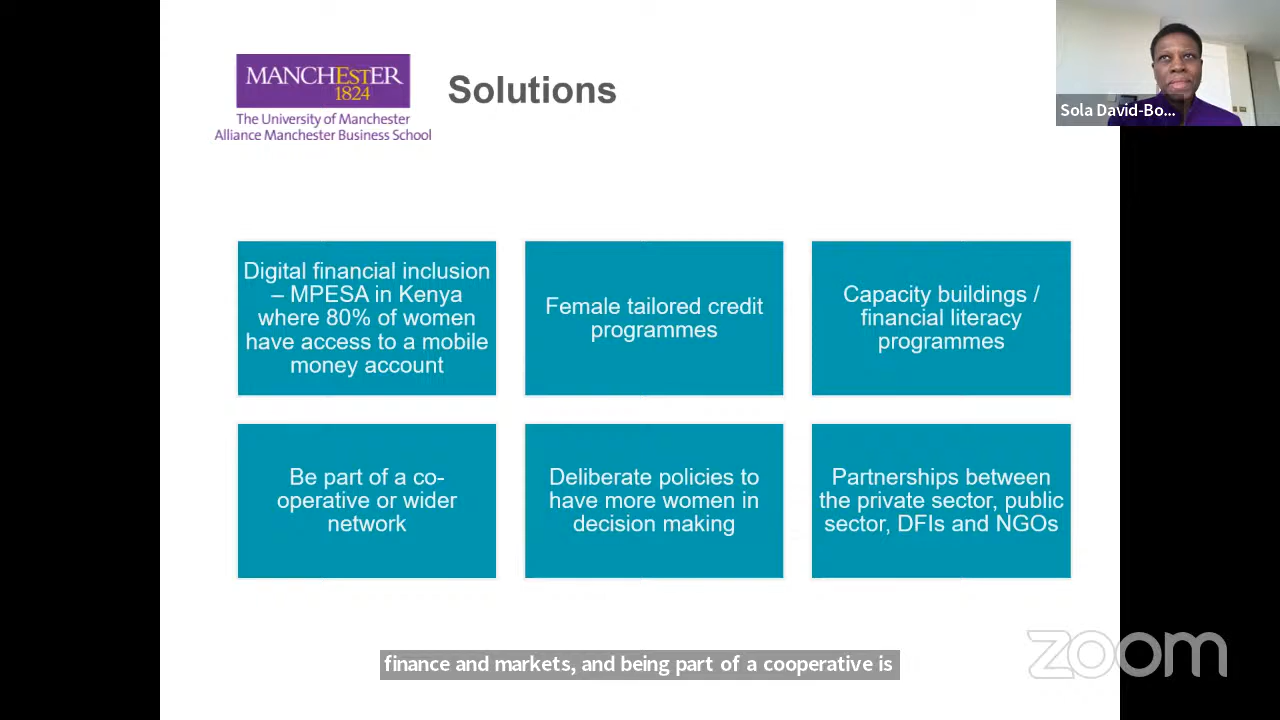 MANCHESTER
1824
The University of Manchester
Alliance Manchester Business School
Solutions
Sola David-Bo...
Digital financial inclusion
– MPESA in Kenya
where 80% of women
have access to a mobile
money account
Female tailored credit
programmes
Capacity buildings /
financial literacy
programmes
Be part of a co-
operative or wider
network
Deliberate policies to
have more women in
decision making
Partnerships between
the private sector, public
sector, DFIs and NGOs
finance and markets, and being part of a cooperative is
zoom